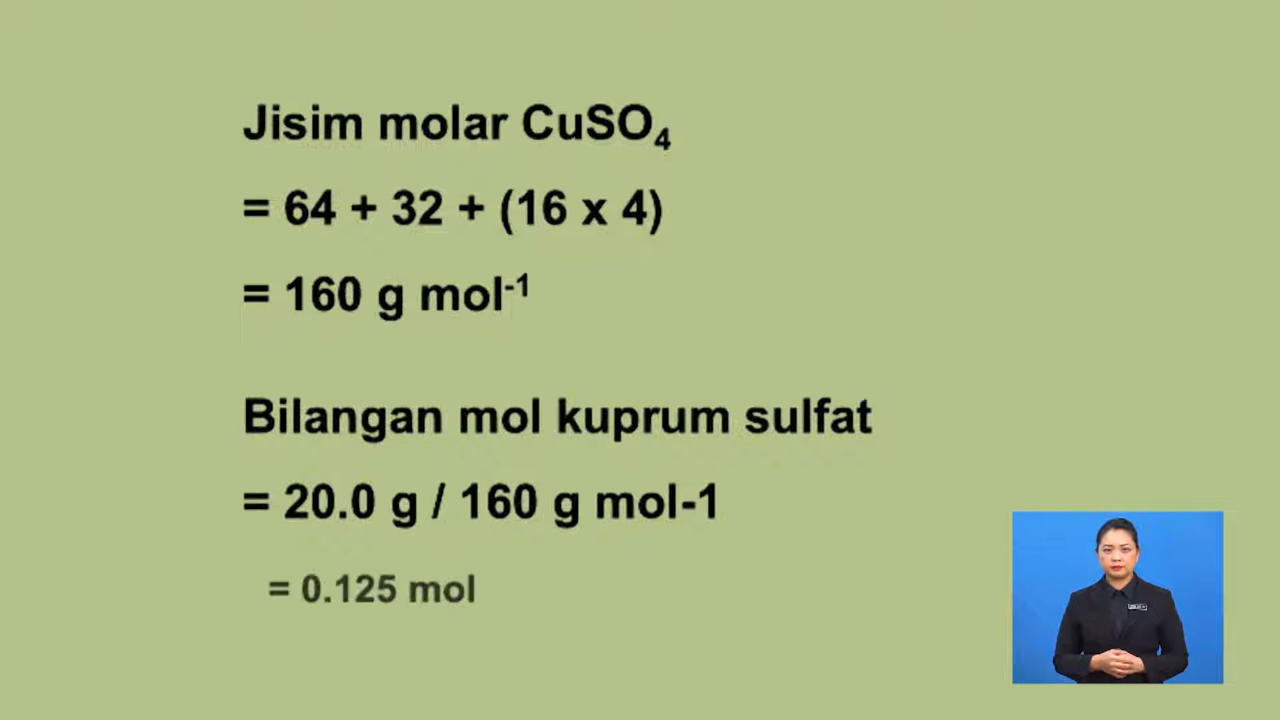 Jisim molar CuSO₄
= 64 + 32 + (16 x 4)
= 160 g mol⁻¹
Bilangan mol kuprum sulfat
= 20.0 g / 160 g mol-1
= 0.125 mol